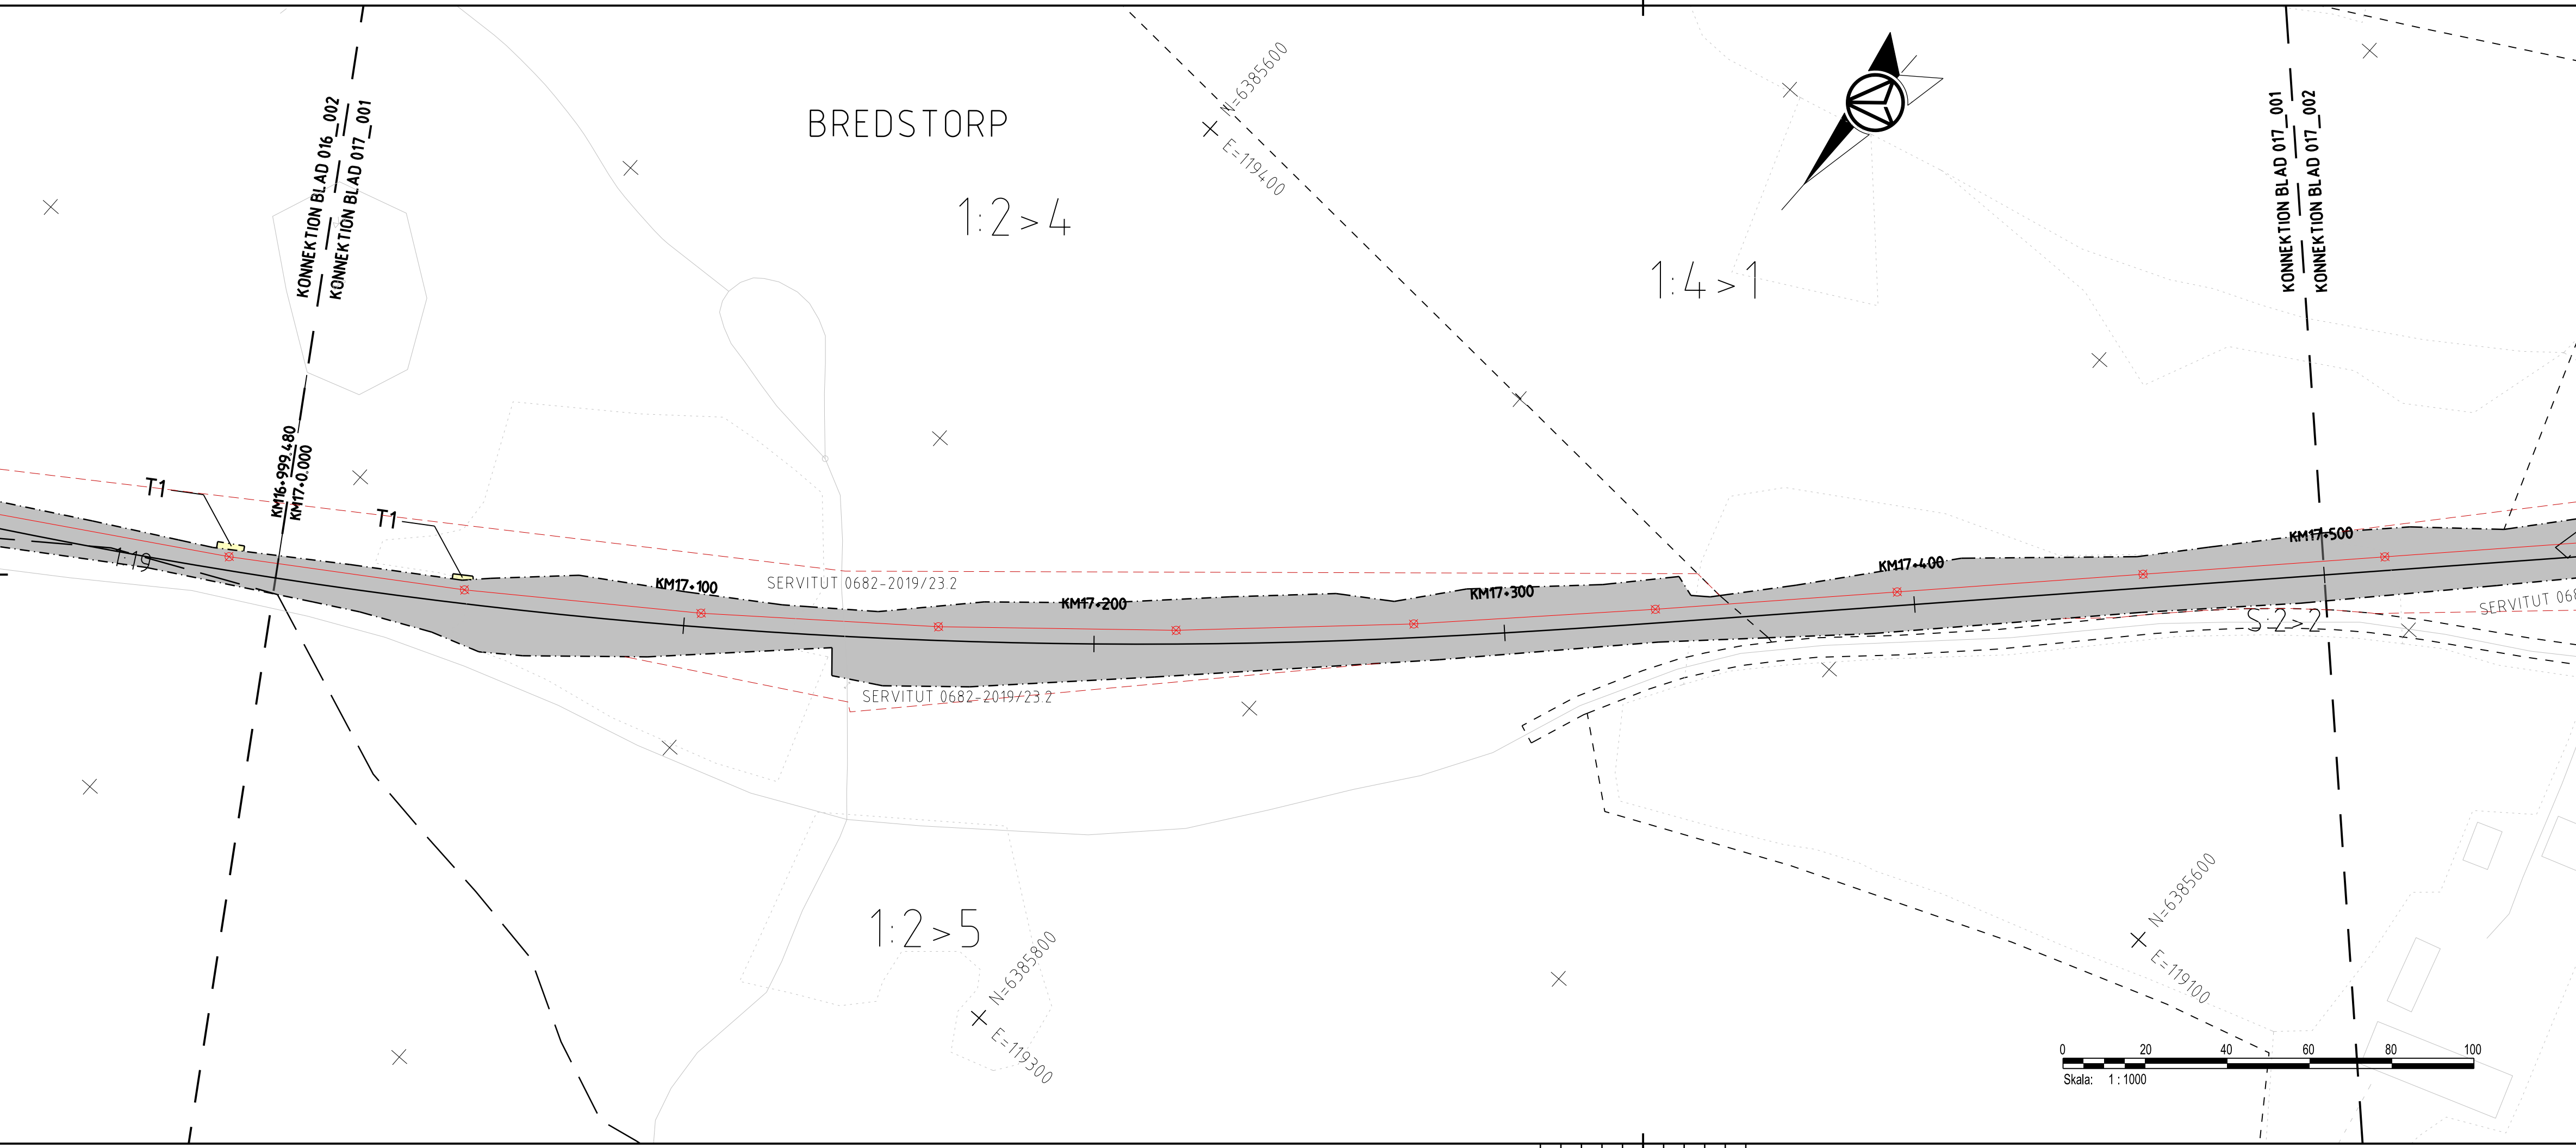 KONNEKTION BLAD 016_002
KONNEKTION BLAD 017_001
BREDSTORP
1:2>4
N=6385600
E=119400
1:4>1
KONNEKTION BLAD 017_001
KONNEKTION BLAD 017_002
T1
KM16+999.480
KM17+0.000
T1
1:19
KM17+100
SERVITUT 0682-2019/23.2
KM17+200
KM17+300
KM17+400
KM17+500
SERVITUT 0682-2019/23.2
S:2>2
SERVITUT 068
1:2>5
N=6385800
E=119300
N=6385600
E=119100
0 20 40 60 80 100
Skala: 1 : 1000